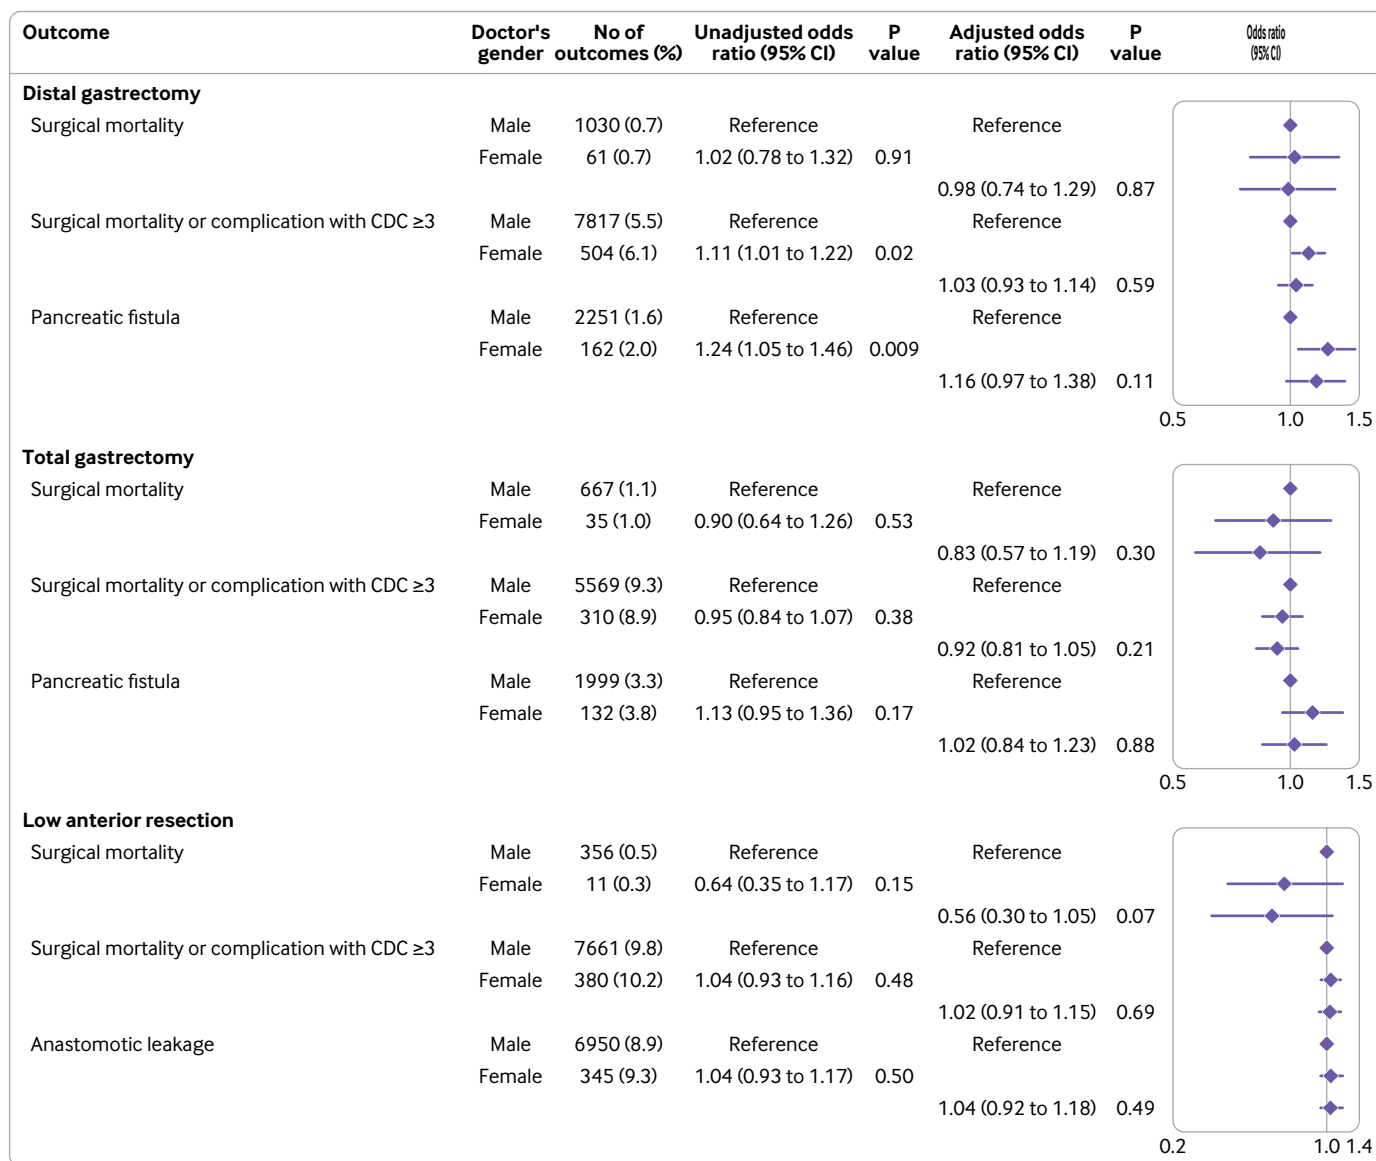 Outcome Doctor's gender No of outcomes (%) Unadjusted odds ratio (95% CI) P value Adjusted odds ratio (95% CI) P value Odds ratio (95% CI)
Distal gastrectomy
Surgical mortality Male 1030 (0.7) Reference Reference
Female 61 (0.7) 1.02 (0.78 to 1.32) 0.91
0.98 (0.74 to 1.29) 0.87
Surgical mortality or complication with CDC ≥3 Male 7817 (5.5) Reference Reference
Female 504 (6.1) 1.11 (1.01 to 1.22) 0.02
1.03 (0.93 to 1.14) 0.59
Pancreatic fistula Male 2251 (1.6) Reference Reference
Female 162 (2.0) 1.24 (1.05 to 1.46) 0.009
1.16 (0.97 to 1.38) 0.11
0.5 1.0 1.5
Total gastrectomy
Surgical mortality Male 667 (1.1) Reference Reference
Female 35 (1.0) 0.90 (0.64 to 1.26) 0.53
0.83 (0.57 to 1.19) 0.30
Surgical mortality or complication with CDC ≥3 Male 5569 (9.3) Reference Reference
Female 310 (8.9) 0.95 (0.84 to 1.07) 0.38
0.92 (0.81 to 1.05) 0.21
Pancreatic fistula Male 1999 (3.3) Reference Reference
Female 132 (3.8) 1.13 (0.95 to 1.36) 0.17
1.02 (0.84 to 1.23) 0.88
0.5 1.0 1.5
Low anterior resection
Surgical mortality Male 356 (0.5) Reference Reference
Female 11 (0.3) 0.64 (0.35 to 1.17) 0.15
0.56 (0.30 to 1.05) 0.07
Surgical mortality or complication with CDC ≥3 Male 7661 (9.8) Reference Reference
Female 380 (10.2) 1.04 (0.93 to 1.16) 0.48
1.02 (0.91 to 1.15) 0.69
Anastomotic leakage Male 6950 (8.9) Reference Reference
Female 345 (9.3) 1.04 (0.93 to 1.17) 0.50
1.04 (0.92 to 1.18) 0.49
0.2 1.0 1.4